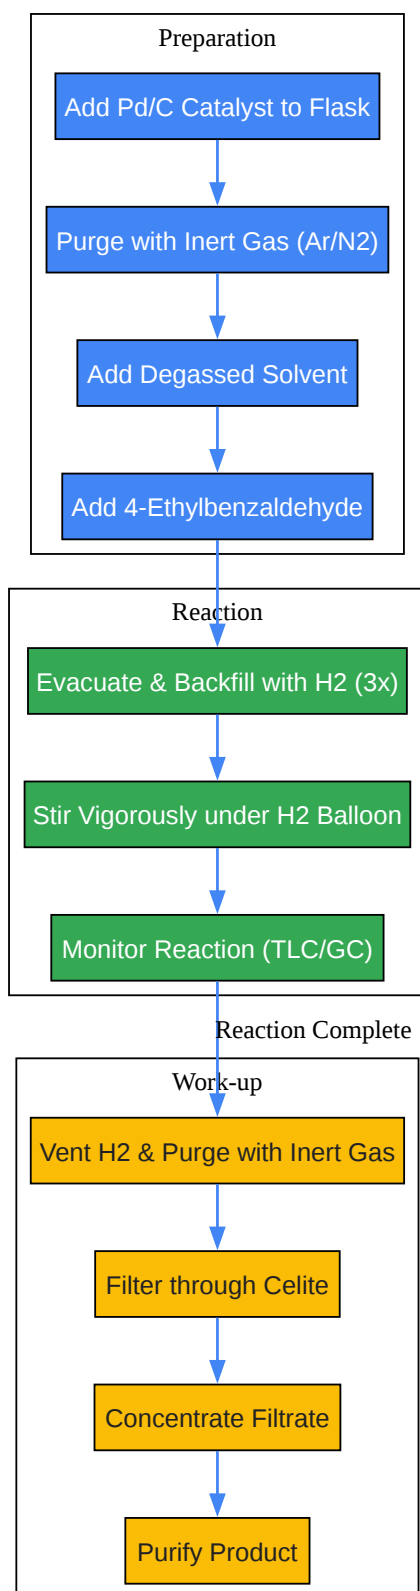 Preparation
Add Pd/C Catalyst to Flask
Purge with Inert Gas (Ar/N2)
Add Degassed Solvent
Add 4-Ethylbenzaldehyde
Reaction
Evacuate & Backfill with H2 (3x)
Stir Vigorously under H2 Balloon
Monitor Reaction (TLC/GC)
Reaction Complete
Work-up
Vent H2 & Purge with Inert Gas
Filter through Celite
Concentrate Filtrate
Purify Product